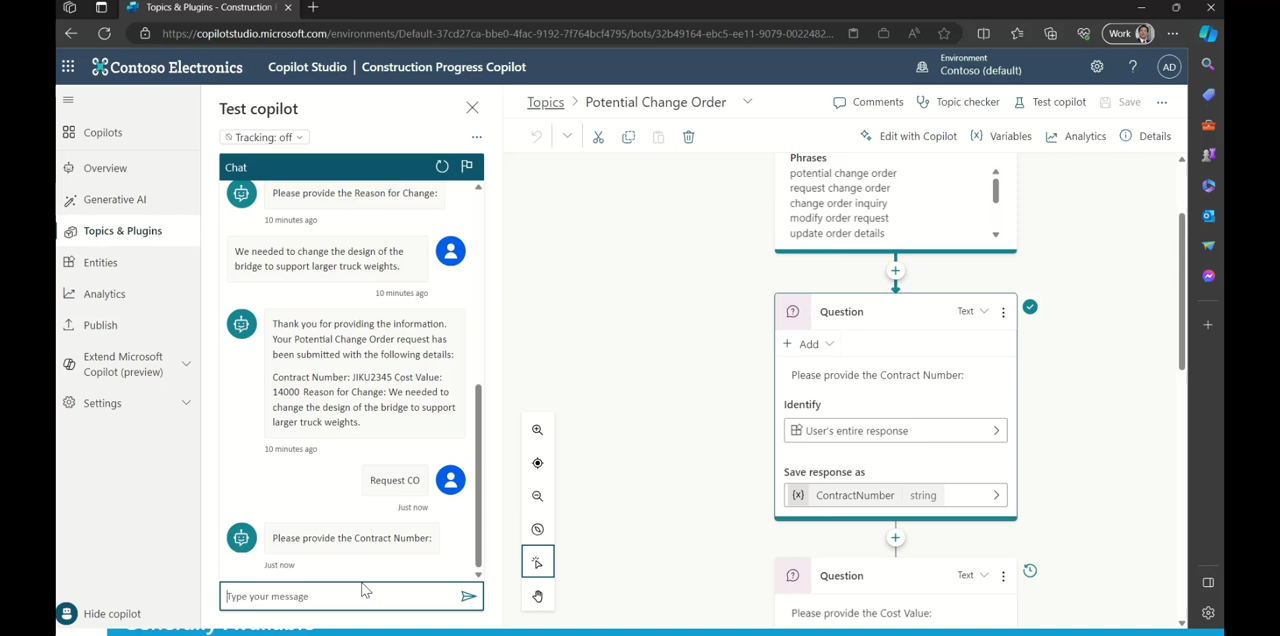 Topics & Plugins - Construction
https://copilotstudio.microsoft.com/environments/Default-37cd27ca-bbe0-4fac-9192-7f764bcf4795/bots/32b49164-ebc5-ee11-9079-0022482...
Work
Contoso Electronics
Copilot Studio | Construction Progress Copilot
Environment
Contoso (default)
AD
Copilots
Overview
Generative AI
Topics & Plugins
Entities
Analytics
Publish
Extend Microsoft
Copilot (preview)
Settings
Hide copilot
Test copilot
Tracking: off
Chat
Please provide the Reason for Change:
10 minutes ago
We needed to change the design of the
bridge to support larger truck weights.
10 minutes ago
Thank you for providing the information.
Your Potential Change Order request has
been submitted with the following details:
Contract Number: JIKU2345 Cost Value:
14000 Reason for Change: We needed to
change the design of the bridge to support
larger truck weights.
10 minutes ago
Request CO
Just now
Please provide the Contract Number:
Just now
Type your message
Topics > Potential Change Order
Comments
Topic checker
Test copilot
Save
Edit with Copilot
{x} Variables
Analytics
Details
Phrases
potential change order
request change order
change order inquiry
modify order request
update order details
Question
Text
+ Add
Please provide the Contract Number:
Identify
User's entire response
Save response as
{x} ContractNumber string
Question
Text
Please provide the Cost Value:
Generally Available